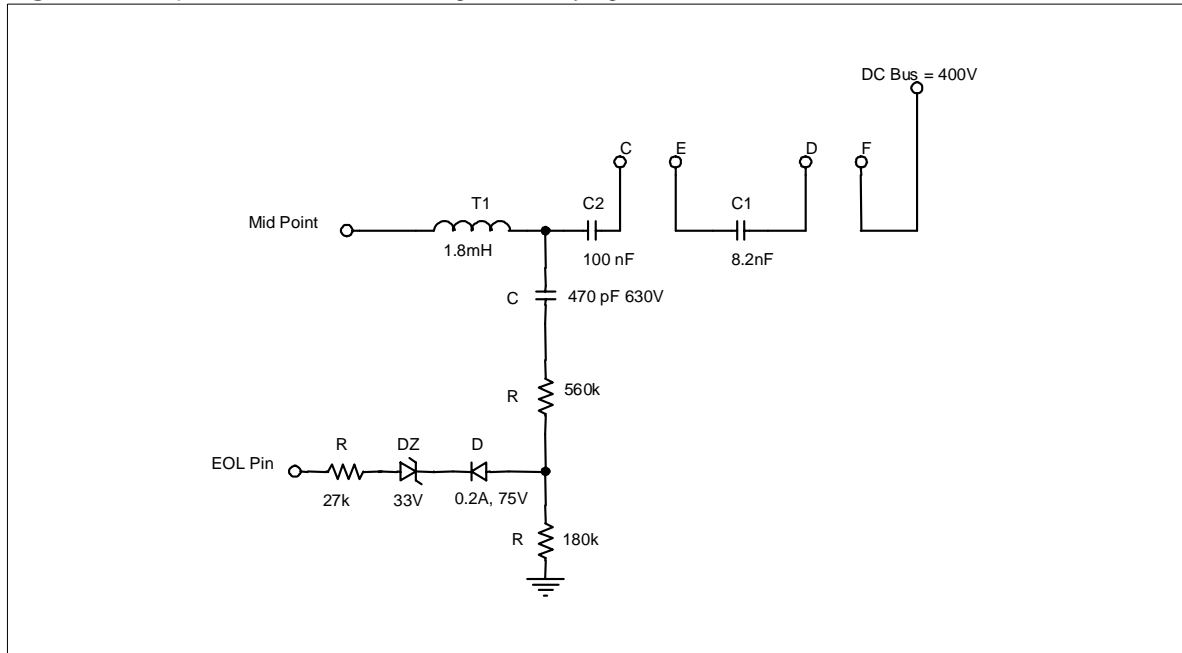 DC Bus = 400V
C E D F
T1 C2 C1
Mid Point
1.8mH 100 nF 8.2nF
C 470 pF 630V
R 560k
R DZ D
EOL Pin
27k 33V 0.2A, 75V
R 180k